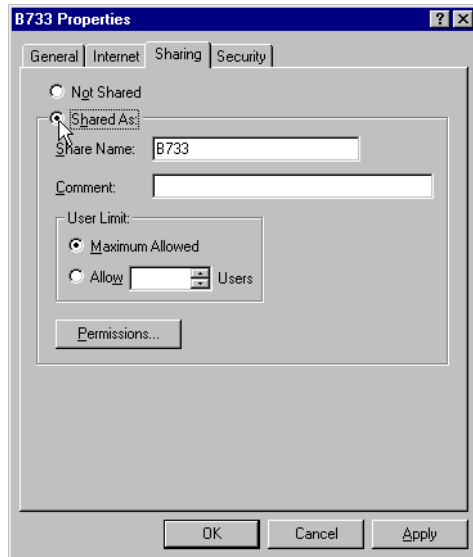 B733 Properties
General Internet Sharing Security
Not Shared
Shared As:
Share Name: B733
Comment:
User Limit:
Maximum Allowed
Allow Users
Permissions...
OK Cancel Apply